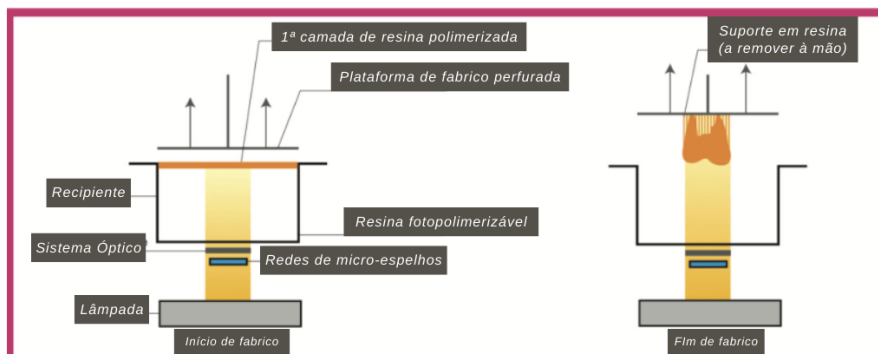 1ª camada de resina polimerizada
Plataforma de fabrico perfurada
Recipiente
Resina fotopolimerizável
Sistema Óptico
Redes de micro-espelhos
Lâmpada
Início de fabrico
Suporte em resina
(a remover à mão)
FIm de fabrico